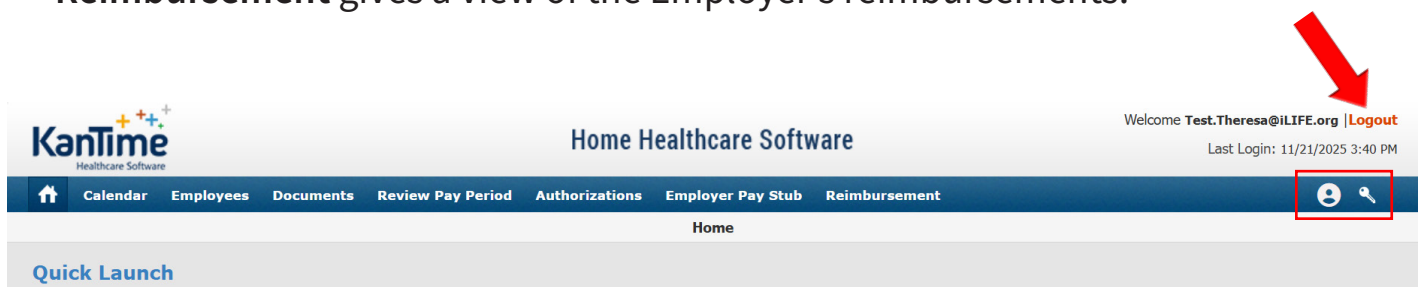 Reimbursement gives a view of the Employer's reimbursements.
KanTime
Healthcare Software
Home Healthcare Software
Welcome Test.Theresa@iLIFE.org |Logout
Last Login: 11/21/2025 3:40 PM
Calendar Employees Documents Review Pay Period Authorizations Employer Pay Stub Reimbursement
Home
Quick Launch